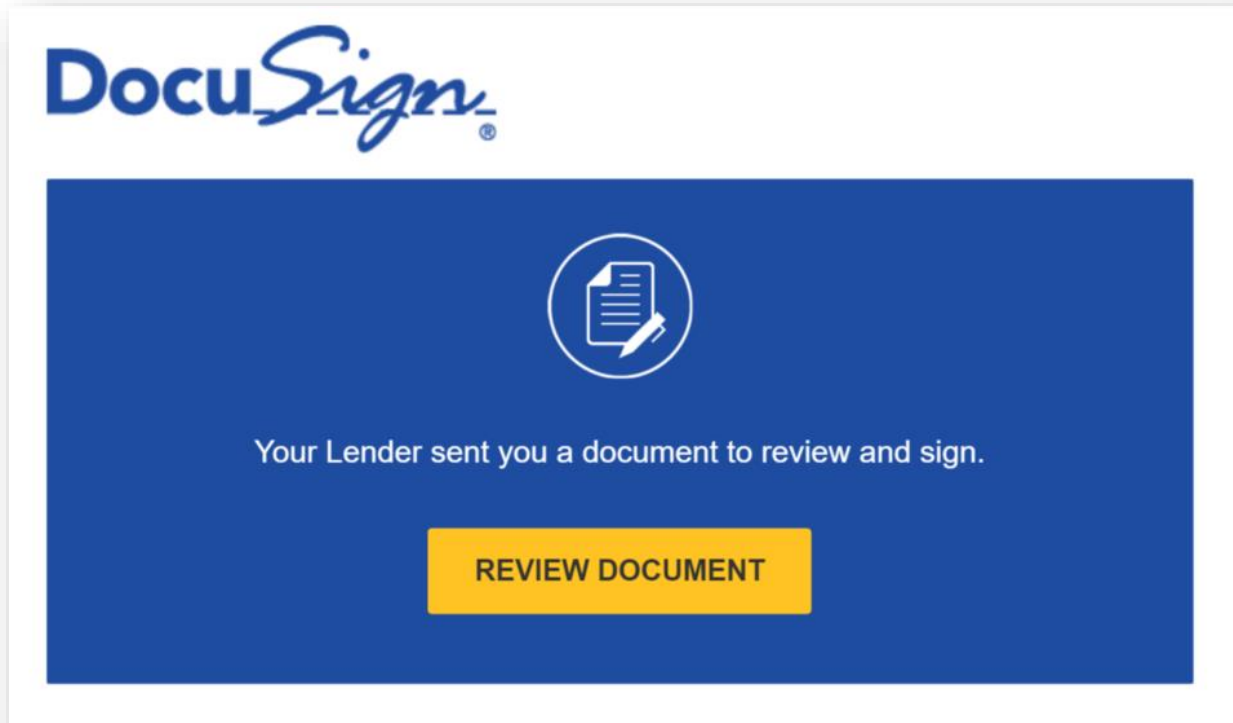 DocuSign®
Your Lender sent you a document to review and sign.
REVIEW DOCUMENT